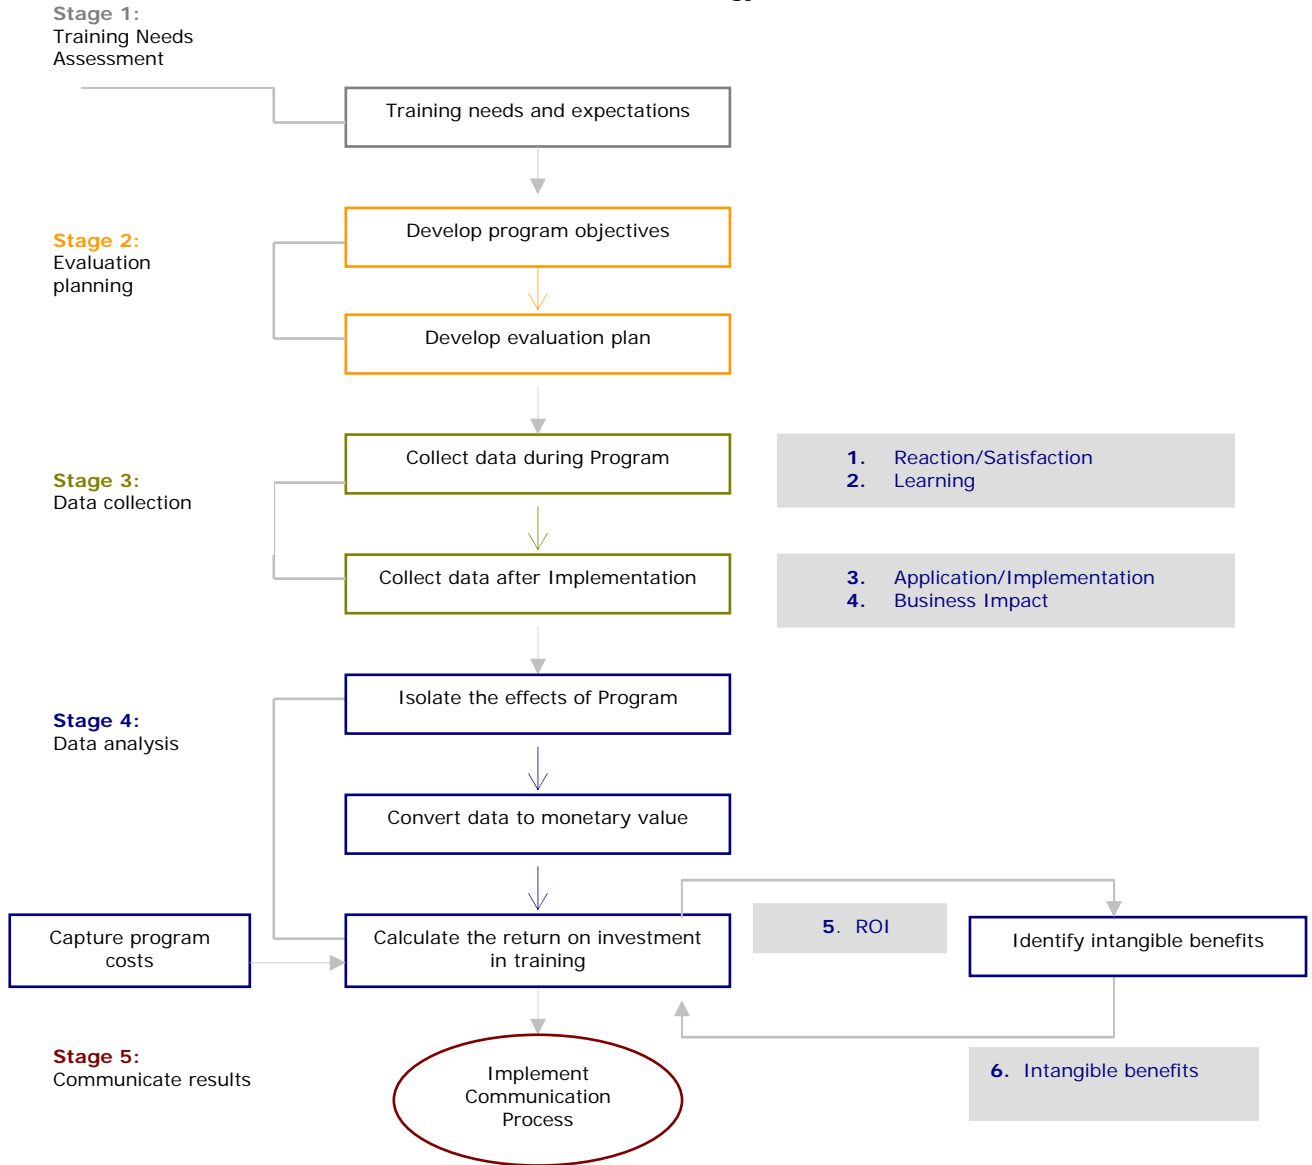 Stage 1:
Training Needs
Assessment
Training needs and expectations
Stage 2:
Evaluation
planning
Develop program objectives
Develop evaluation plan
Stage 3:
Data collection
Collect data during Program
1. Reaction/Satisfaction
2. Learning
Collect data after Implementation
3. Application/Implementation
4. Business Impact
Stage 4:
Data analysis
Isolate the effects of Program
Convert data to monetary value
Capture program
costs
Calculate the return on investment
in training
5. ROI
Identify intangible benefits
Stage 5:
Communicate results
Implement
Communication
Process
6. Intangible benefits